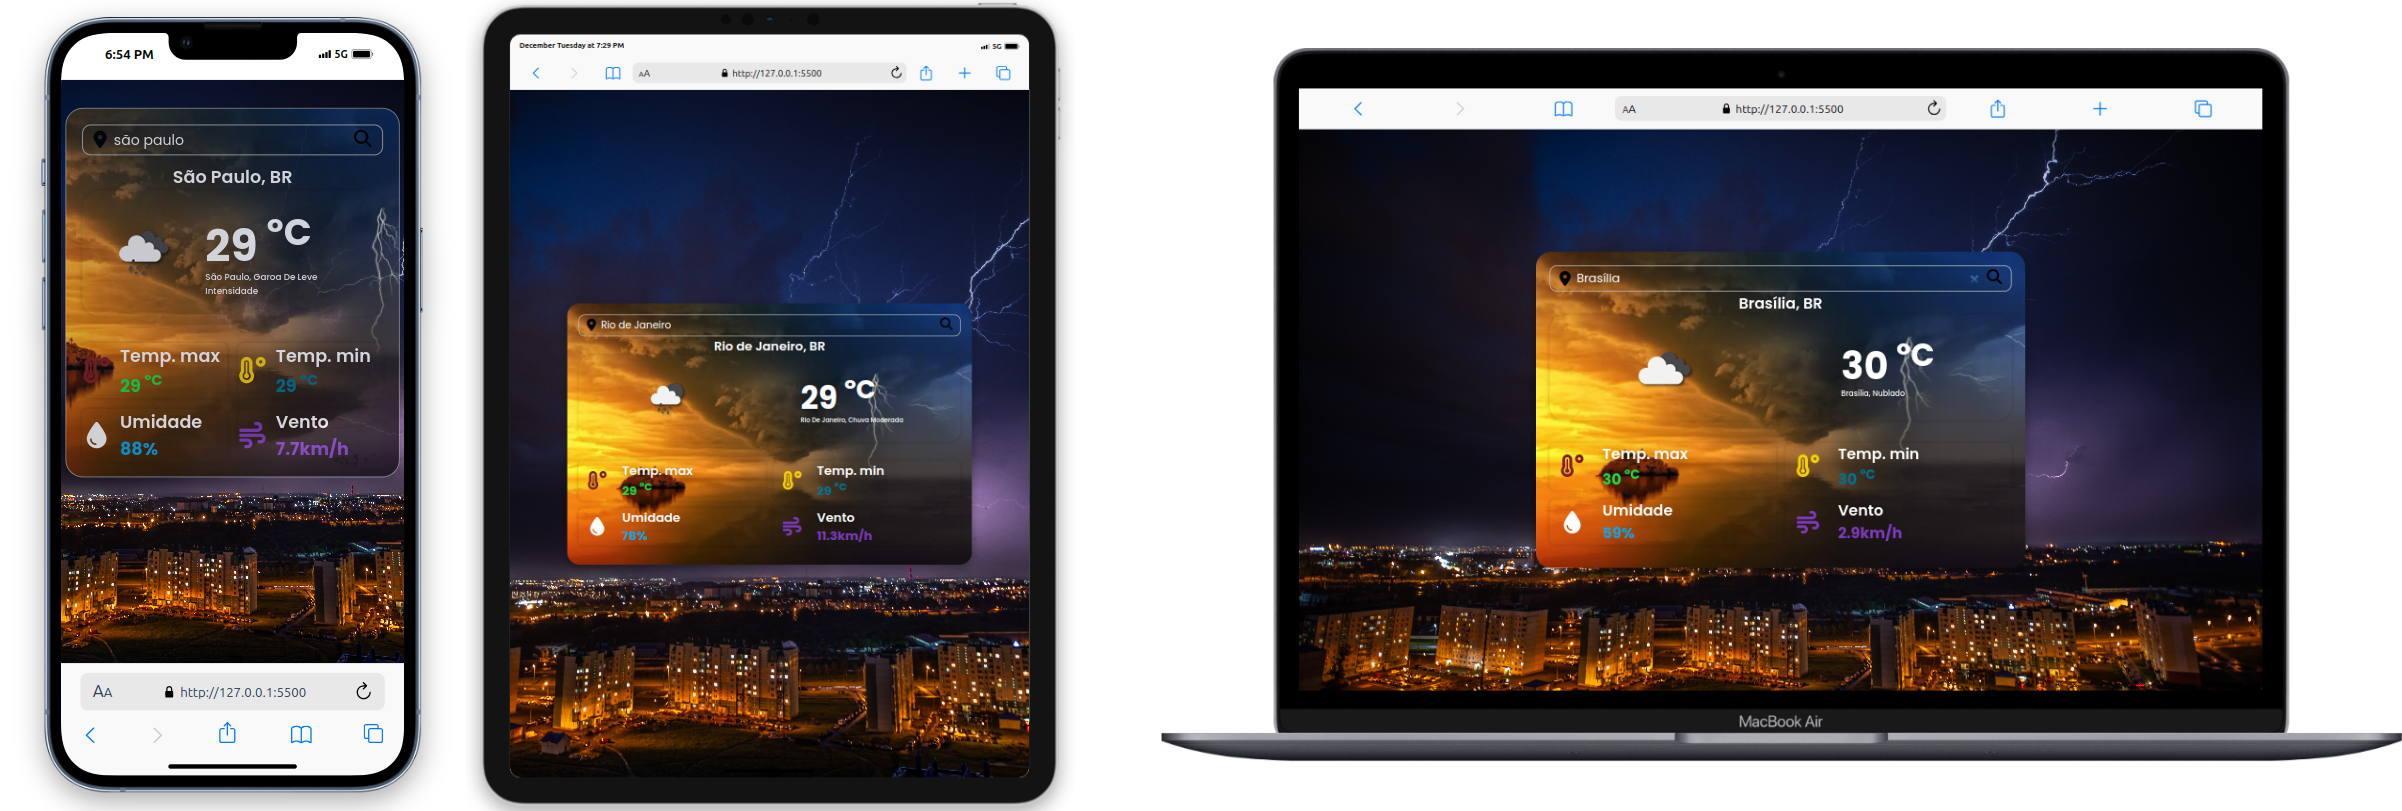 6:54 PM
5G
são paulo
São Paulo, BR
29 °C
São Paulo, Garoa De Leve
Intensidade
Temp. max
29 °C
Temp. min
29 °C
Umidade
88%
Vento
7.7km/h
AA
http://127.0.0.1:5500
December Tuesday at 7:29 PM
5G
AA
http://127.0.0.1:5500
Rio de Janeiro
Rio de Janeiro, BR
29 °C
Rio De Janeiro, Chuva Moderada
Temp. max
29 °C
Temp. min
29 °C
Umidade
78%
Vento
11.3km/h
AA
http://127.0.0.1:5500
Brasília
Brasília, BR
30 °C
Brasília, Nublado
Temp. max
30 °C
Temp. min
30 °C
Umidade
59%
Vento
2.9km/h
MacBook Air